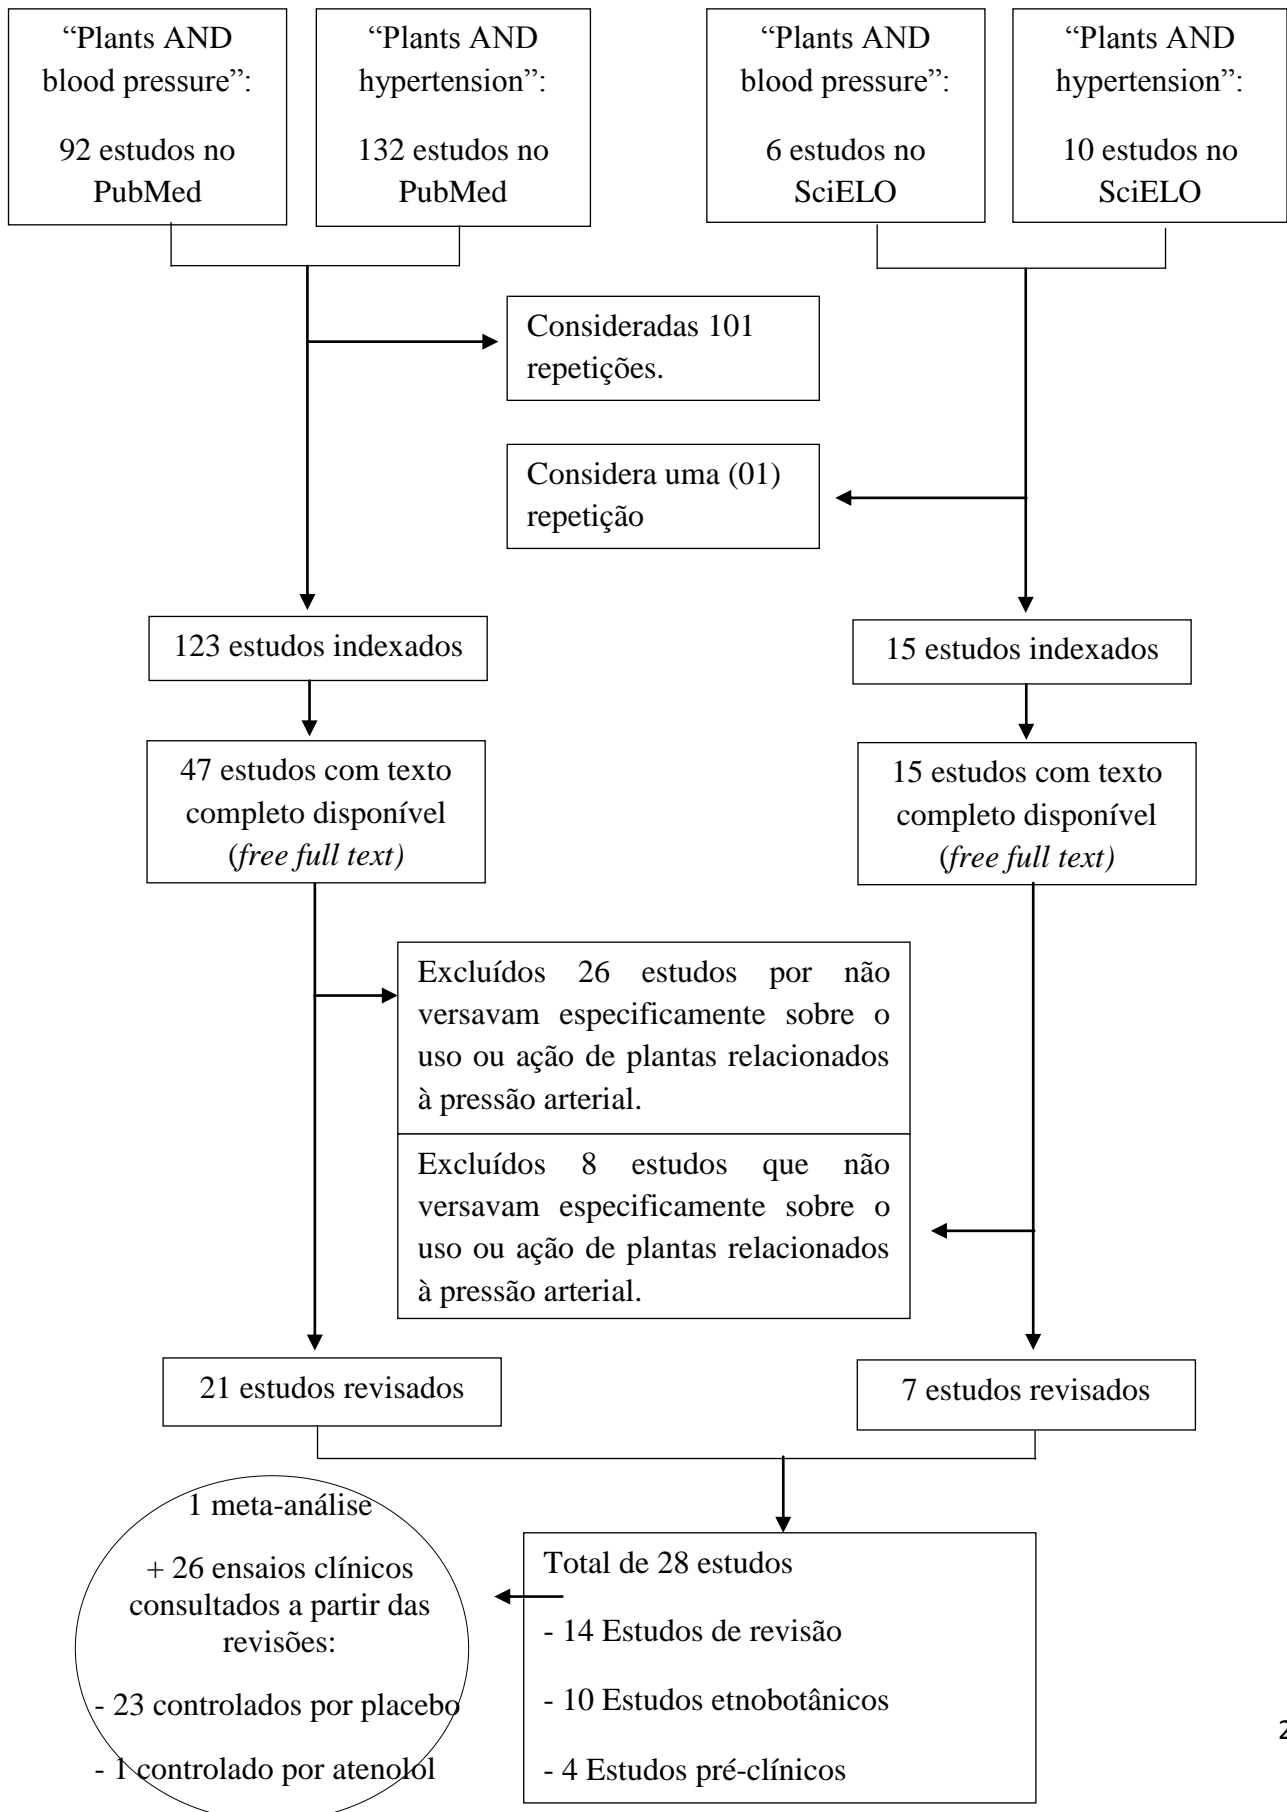 “Plants AND
blood pressure”:
92 estudos no
PubMed
“Plants AND
hypertension”:
132 estudos no
PubMed
“Plants AND
blood pressure”:
6 estudos no
SciELO
“Plants AND
hypertension”:
10 estudos no
SciELO
Consideradas 101
repetições.
Considera uma (01)
repetição
123 estudos indexados
15 estudos indexados
47 estudos com texto
completo disponível
(free full text)
15 estudos com texto
completo disponível
(free full text)
Excluídos 26 estudos por não
versavam especificamente sobre o
uso ou ação de plantas relacionados
à pressão arterial.
Excluídos 8 estudos que não
versavam especificamente sobre o
uso ou ação de plantas relacionados
à pressão arterial.
21 estudos revisados
7 estudos revisados
1 meta-análise
+ 26 ensaios clínicos
consultados a partir das
revisões:
- 23 controlados por placebo
- 1 controlado por atenolol
Total de 28 estudos
- 14 Estudos de revisão
- 10 Estudos etnobotânicos
- 4 Estudos pré-clínicos
2